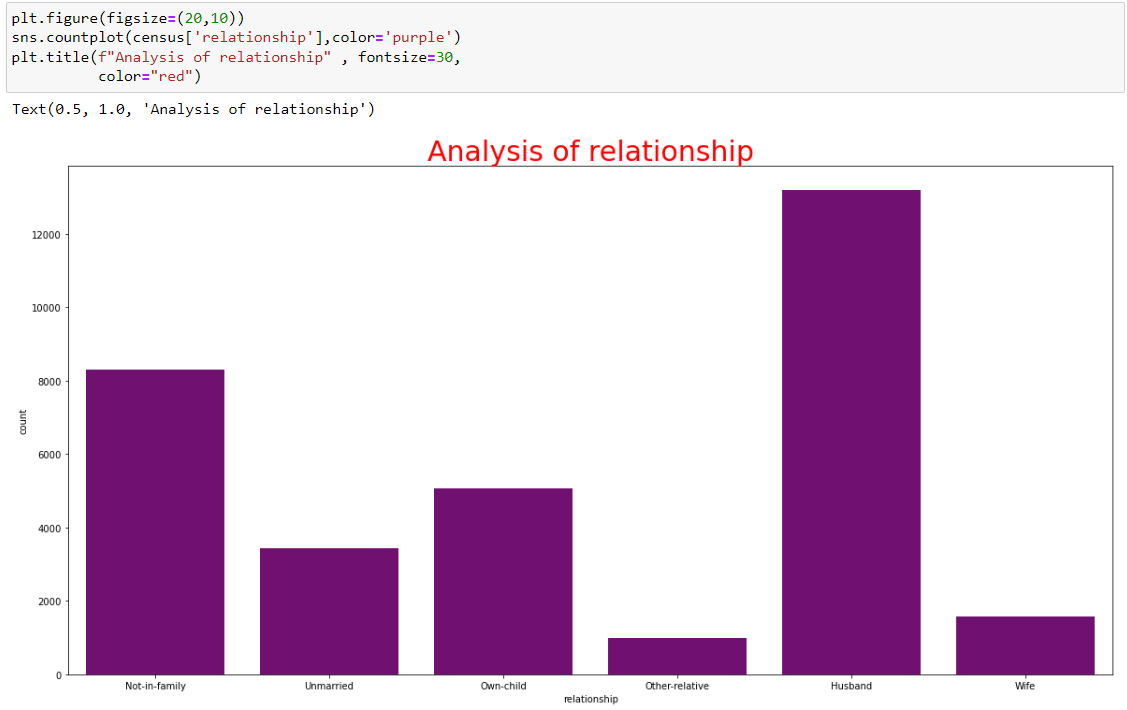 plt.figure(figsize=(20,10))
sns.countplot(census['relationship'],color='purple')
plt.title(f"Analysis of relationship" , fontsize=30,
          color="red")
Text(0.5, 1.0, 'Analysis of relationship')
Analysis of relationship
12000
10000
8000
6000
4000
2000
0
count
Not-in-family Unmarried Own-child Other-relative Husband Wife
relationship